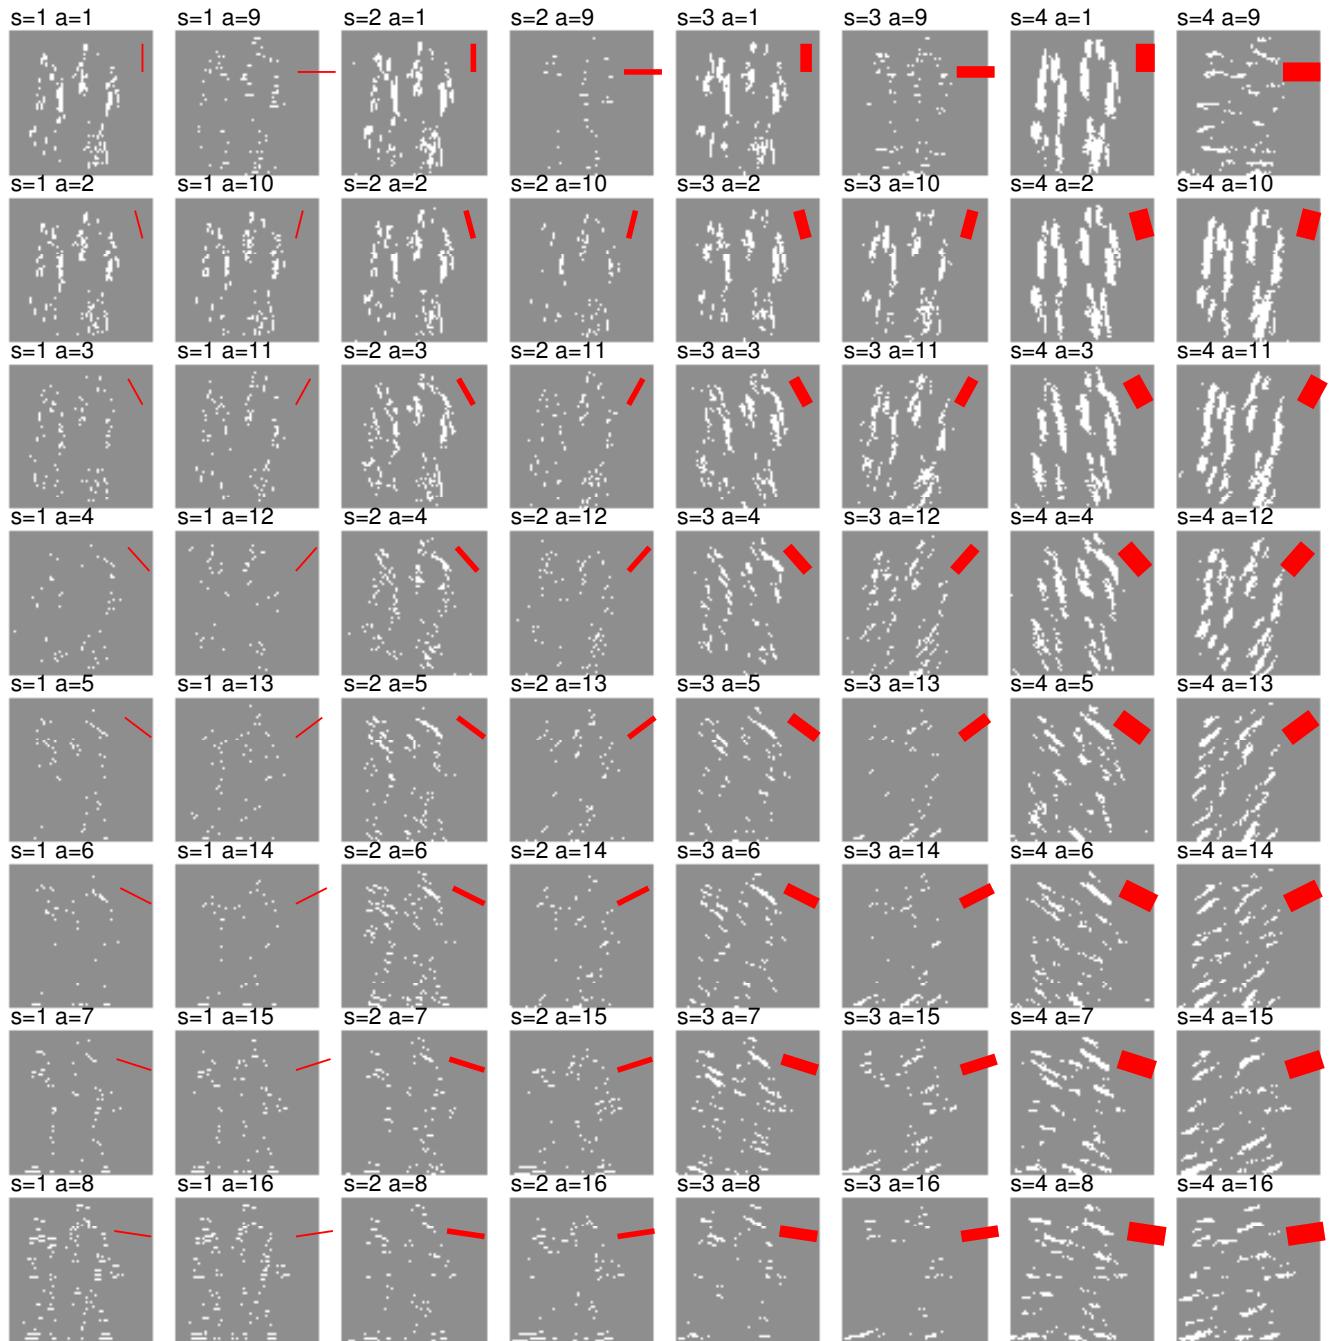 s=1 a=1 s=1 a=9 s=2 a=1 s=2 a=9 s=3 a=1 s=3 a=9 s=4 a=1 s=4 a=9
s=1 a=2 s=1 a=10 s=2 a=2 s=2 a=10 s=3 a=2 s=3 a=10 s=4 a=2 s=4 a=10
s=1 a=3 s=1 a=11 s=2 a=3 s=2 a=11 s=3 a=3 s=3 a=11 s=4 a=3 s=4 a=11
s=1 a=4 s=1 a=12 s=2 a=4 s=2 a=12 s=3 a=4 s=3 a=12 s=4 a=4 s=4 a=12
s=1 a=5 s=1 a=13 s=2 a=5 s=2 a=13 s=3 a=5 s=3 a=13 s=4 a=5 s=4 a=13
s=1 a=6 s=1 a=14 s=2 a=6 s=2 a=14 s=3 a=6 s=3 a=14 s=4 a=6 s=4 a=14
s=1 a=7 s=1 a=15 s=2 a=7 s=2 a=15 s=3 a=7 s=3 a=15 s=4 a=7 s=4 a=15
s=1 a=8 s=1 a=16 s=2 a=8 s=2 a=16 s=3 a=8 s=3 a=16 s=4 a=8 s=4 a=16